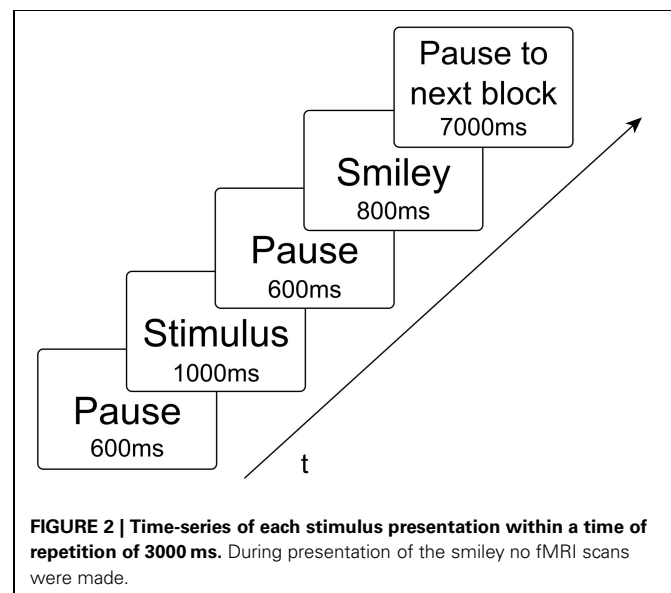 Pause to
next block
7000ms
Smiley
800ms
Pause
600ms
Stimulus
1000ms
Pause
600ms
t
FIGURE 2 | Time-series of each stimulus presentation within a time of
repetition of 3000 ms. During presentation of the smiley no fMRI scans
were made.